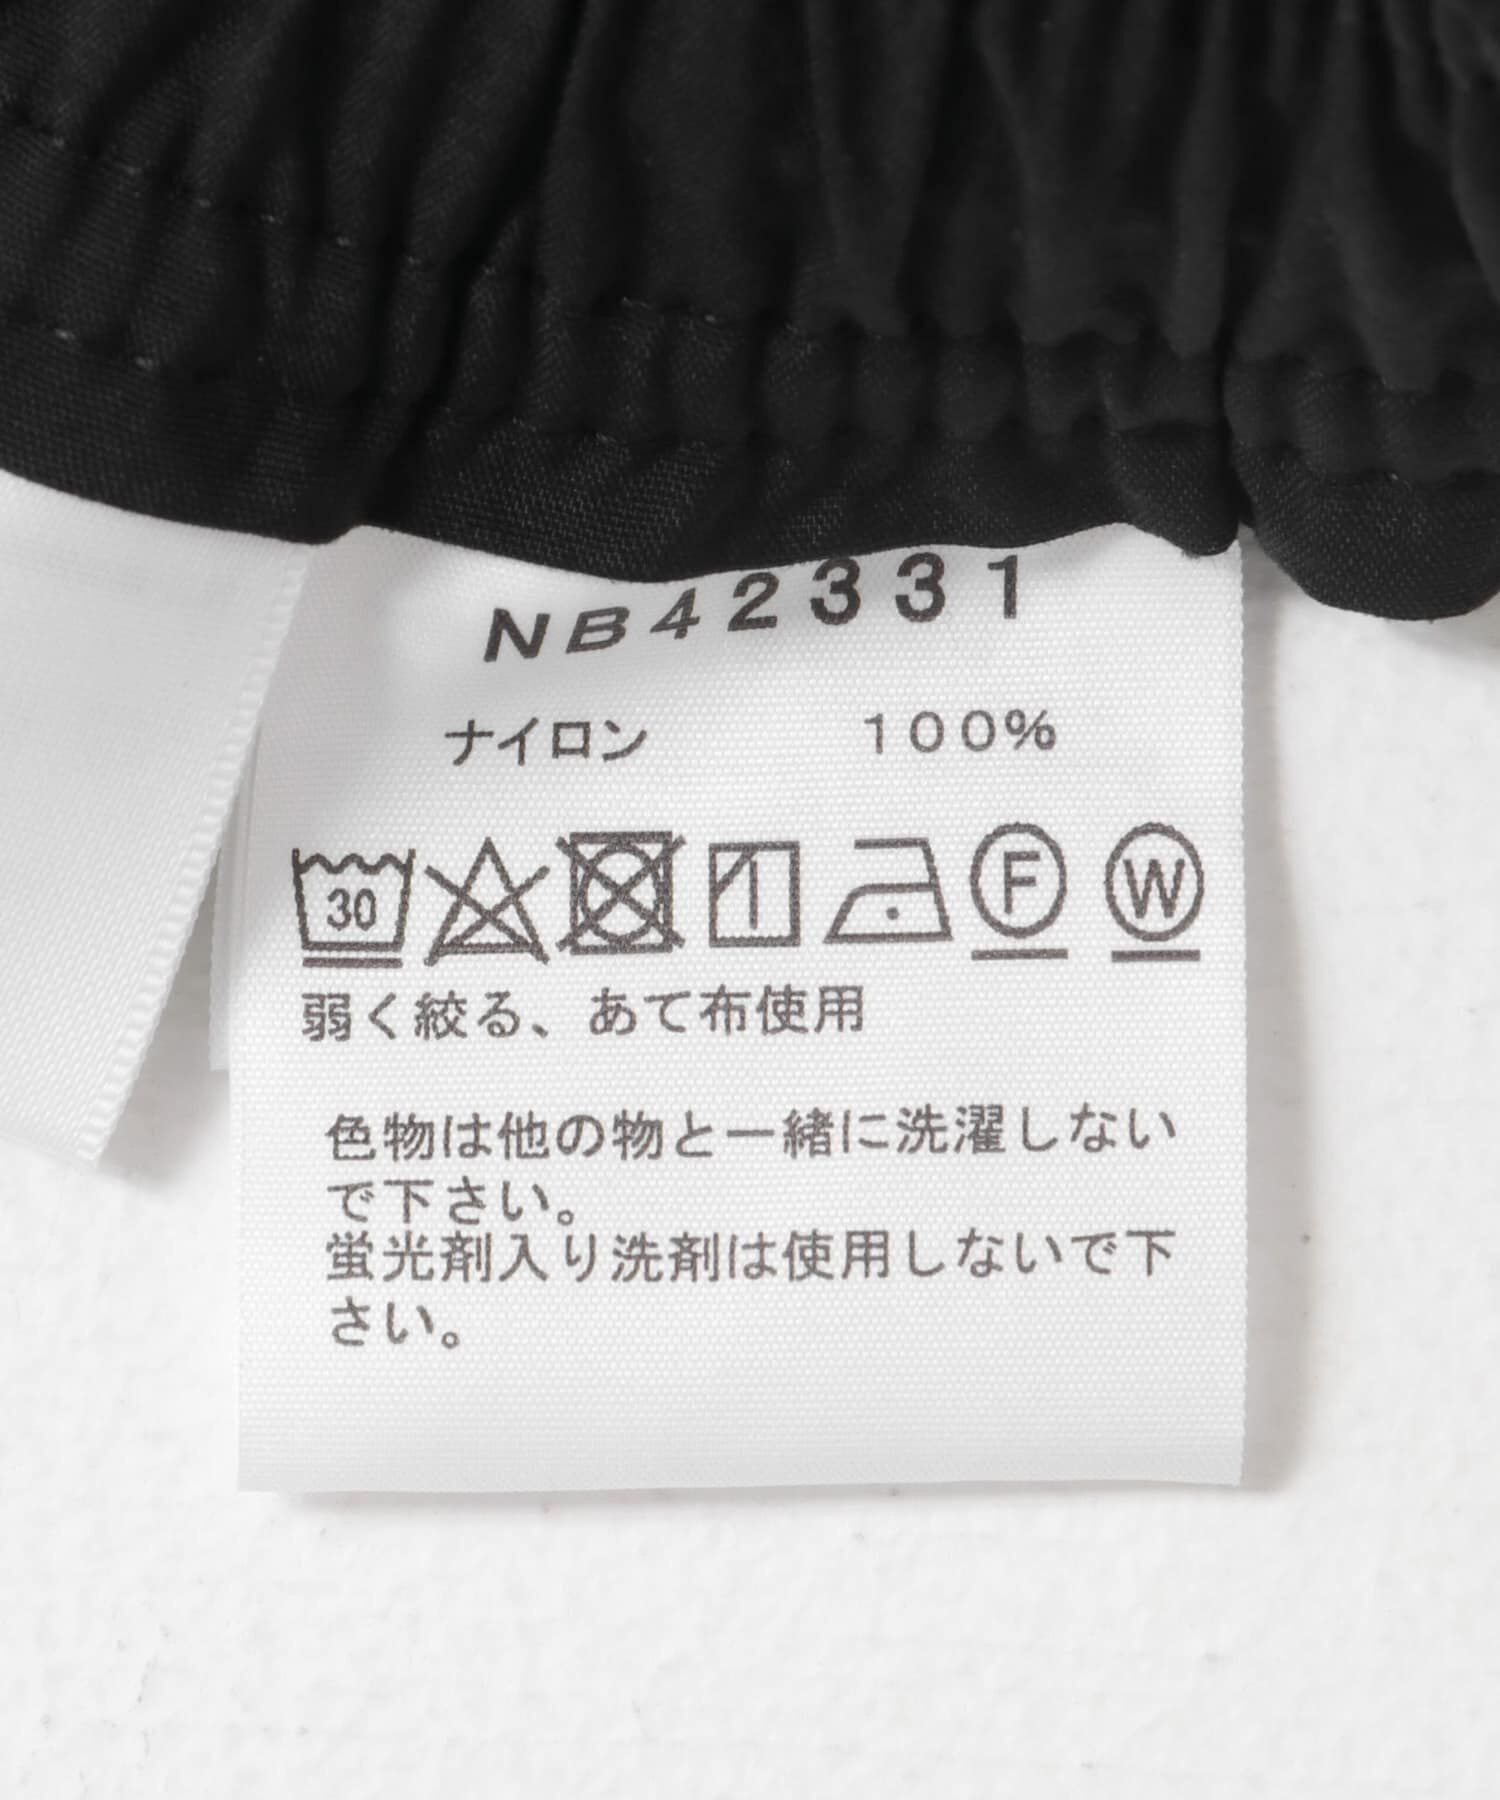 NB42331
ナイロン 100%
30 F W
弱く絞る、あて布使用
色物は他の物と一緒に洗濯しない
で下さい。
蛍光剤入り洗剤は使用しないで下
さい。